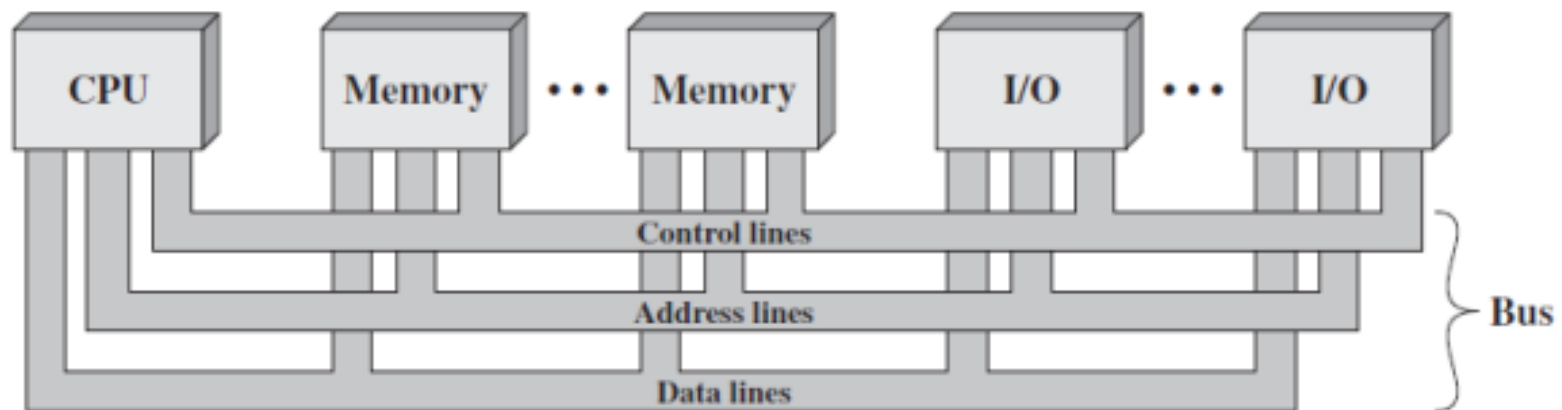 CPU Memory ••• Memory I/O ••• I/O
Control lines
Address lines
Bus
Data lines